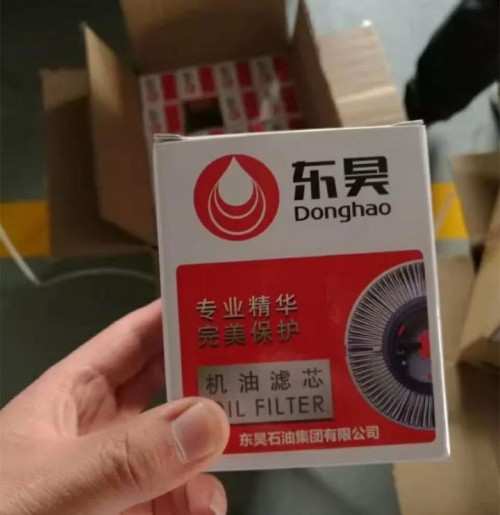 东昊
Donghao
专业精华
完美保护
机油滤芯
OIL FILTER
东昊石油集团有限公司